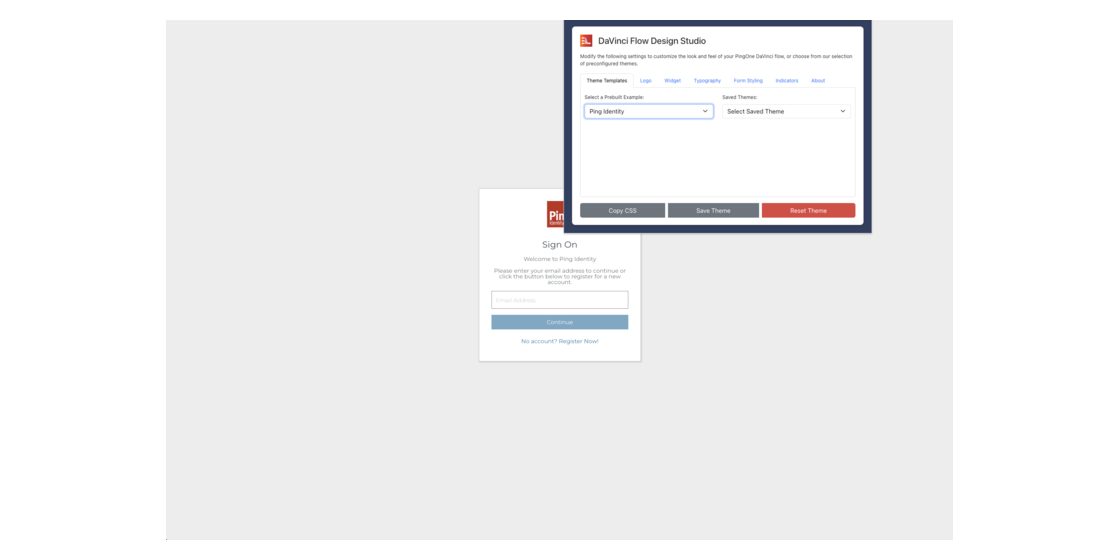 DaVinci Flow Design Studio
Modify the following settings to customize the look and feel of your PingOne DaVinci flow, or choose from our selection
of preconfigured themes.
Theme Templates Logo Widget Typography Form Styling Indicators About
Select a Prebuilt Example: Saved Themes:
Ping Identity Select Saved Theme
Copy CSS Save Theme Reset Theme
Sign On
Welcome to Ping Identity
Please enter your email address to continue or
click the button below to register for a new
account.
Email Address
Continue
No account? Register Now!